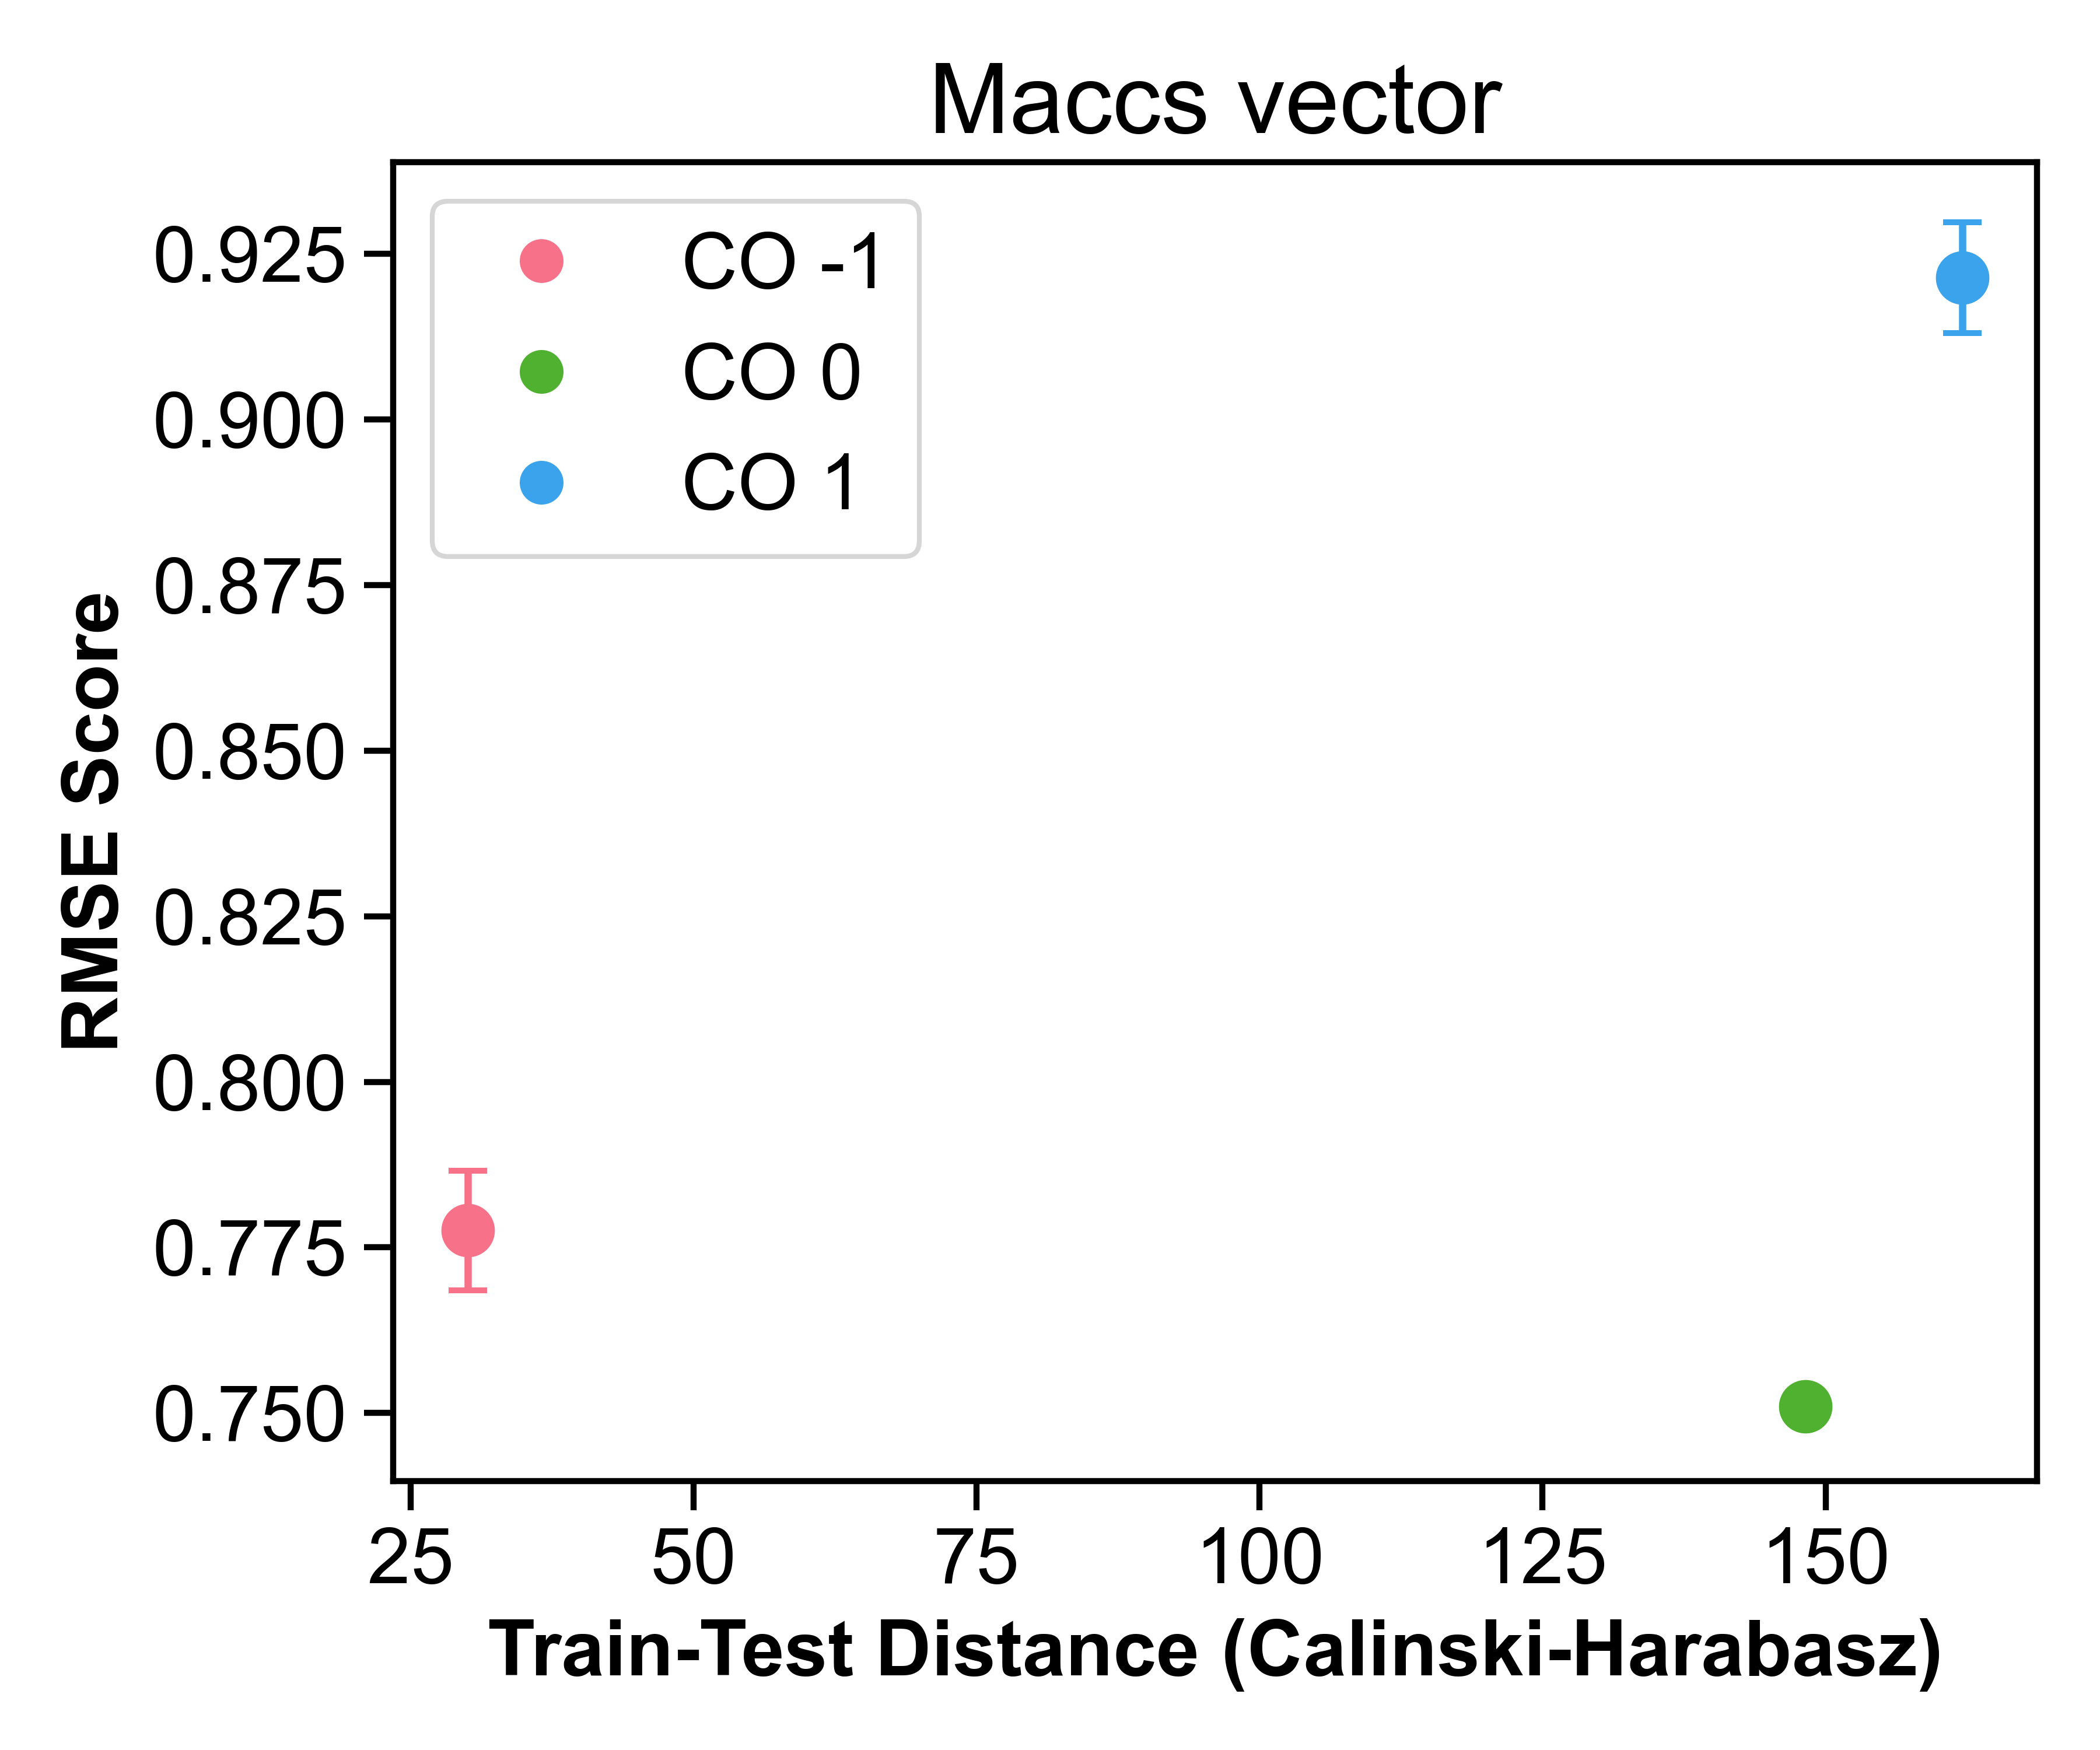 Maccs vector
CO -1
CO 0
CO 1
RMSE Score
0.925
0.900
0.875
0.850
0.825
0.800
0.775
0.750
25 50 75 100 125 150
Train-Test Distance (Calinski-Harabasz)